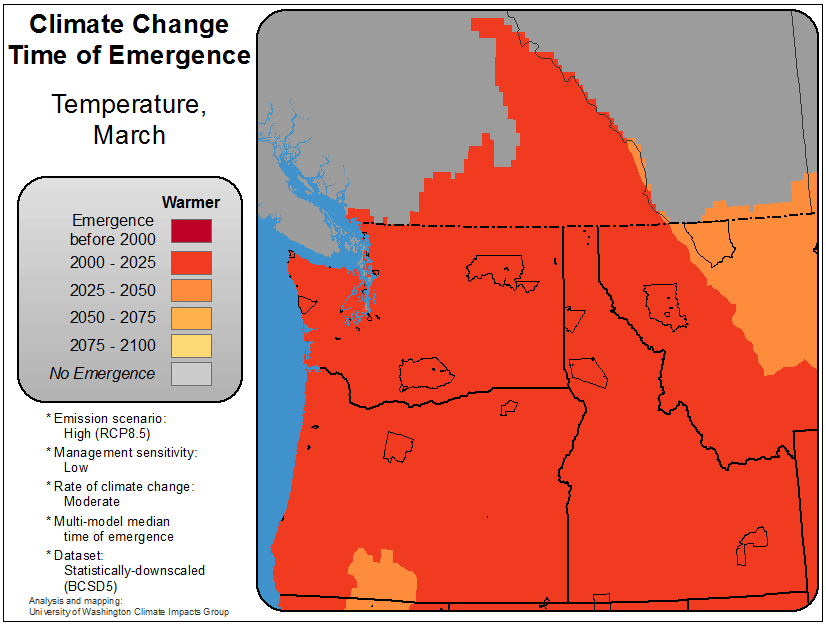 Climate Change
Time of Emergence
Temperature,
March
Warmer
Emergence
before 2000
2000 - 2025
2025 - 2050
2050 - 2075
2075 - 2100
No Emergence
* Emission scenario:
High (RCP8.5)
* Management sensitivity:
Low
* Rate of climate change:
Moderate
* Multi-model median
time of emergence
* Dataset:
Statistically-downscaled
(BCSD5)
Analysis and mapping:
University of Washington Climate Impacts Group